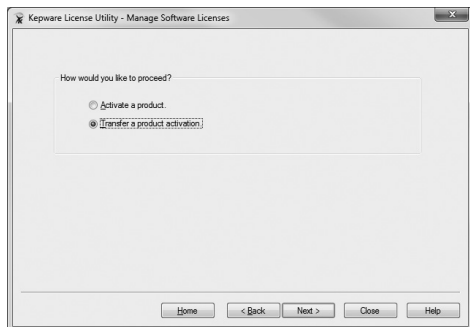 Kepware License Utility - Manage Software Licenses
How would you like to proceed?
Activate a product.
Transfer a product activation.
Home
< Back
Next >
Close
Help